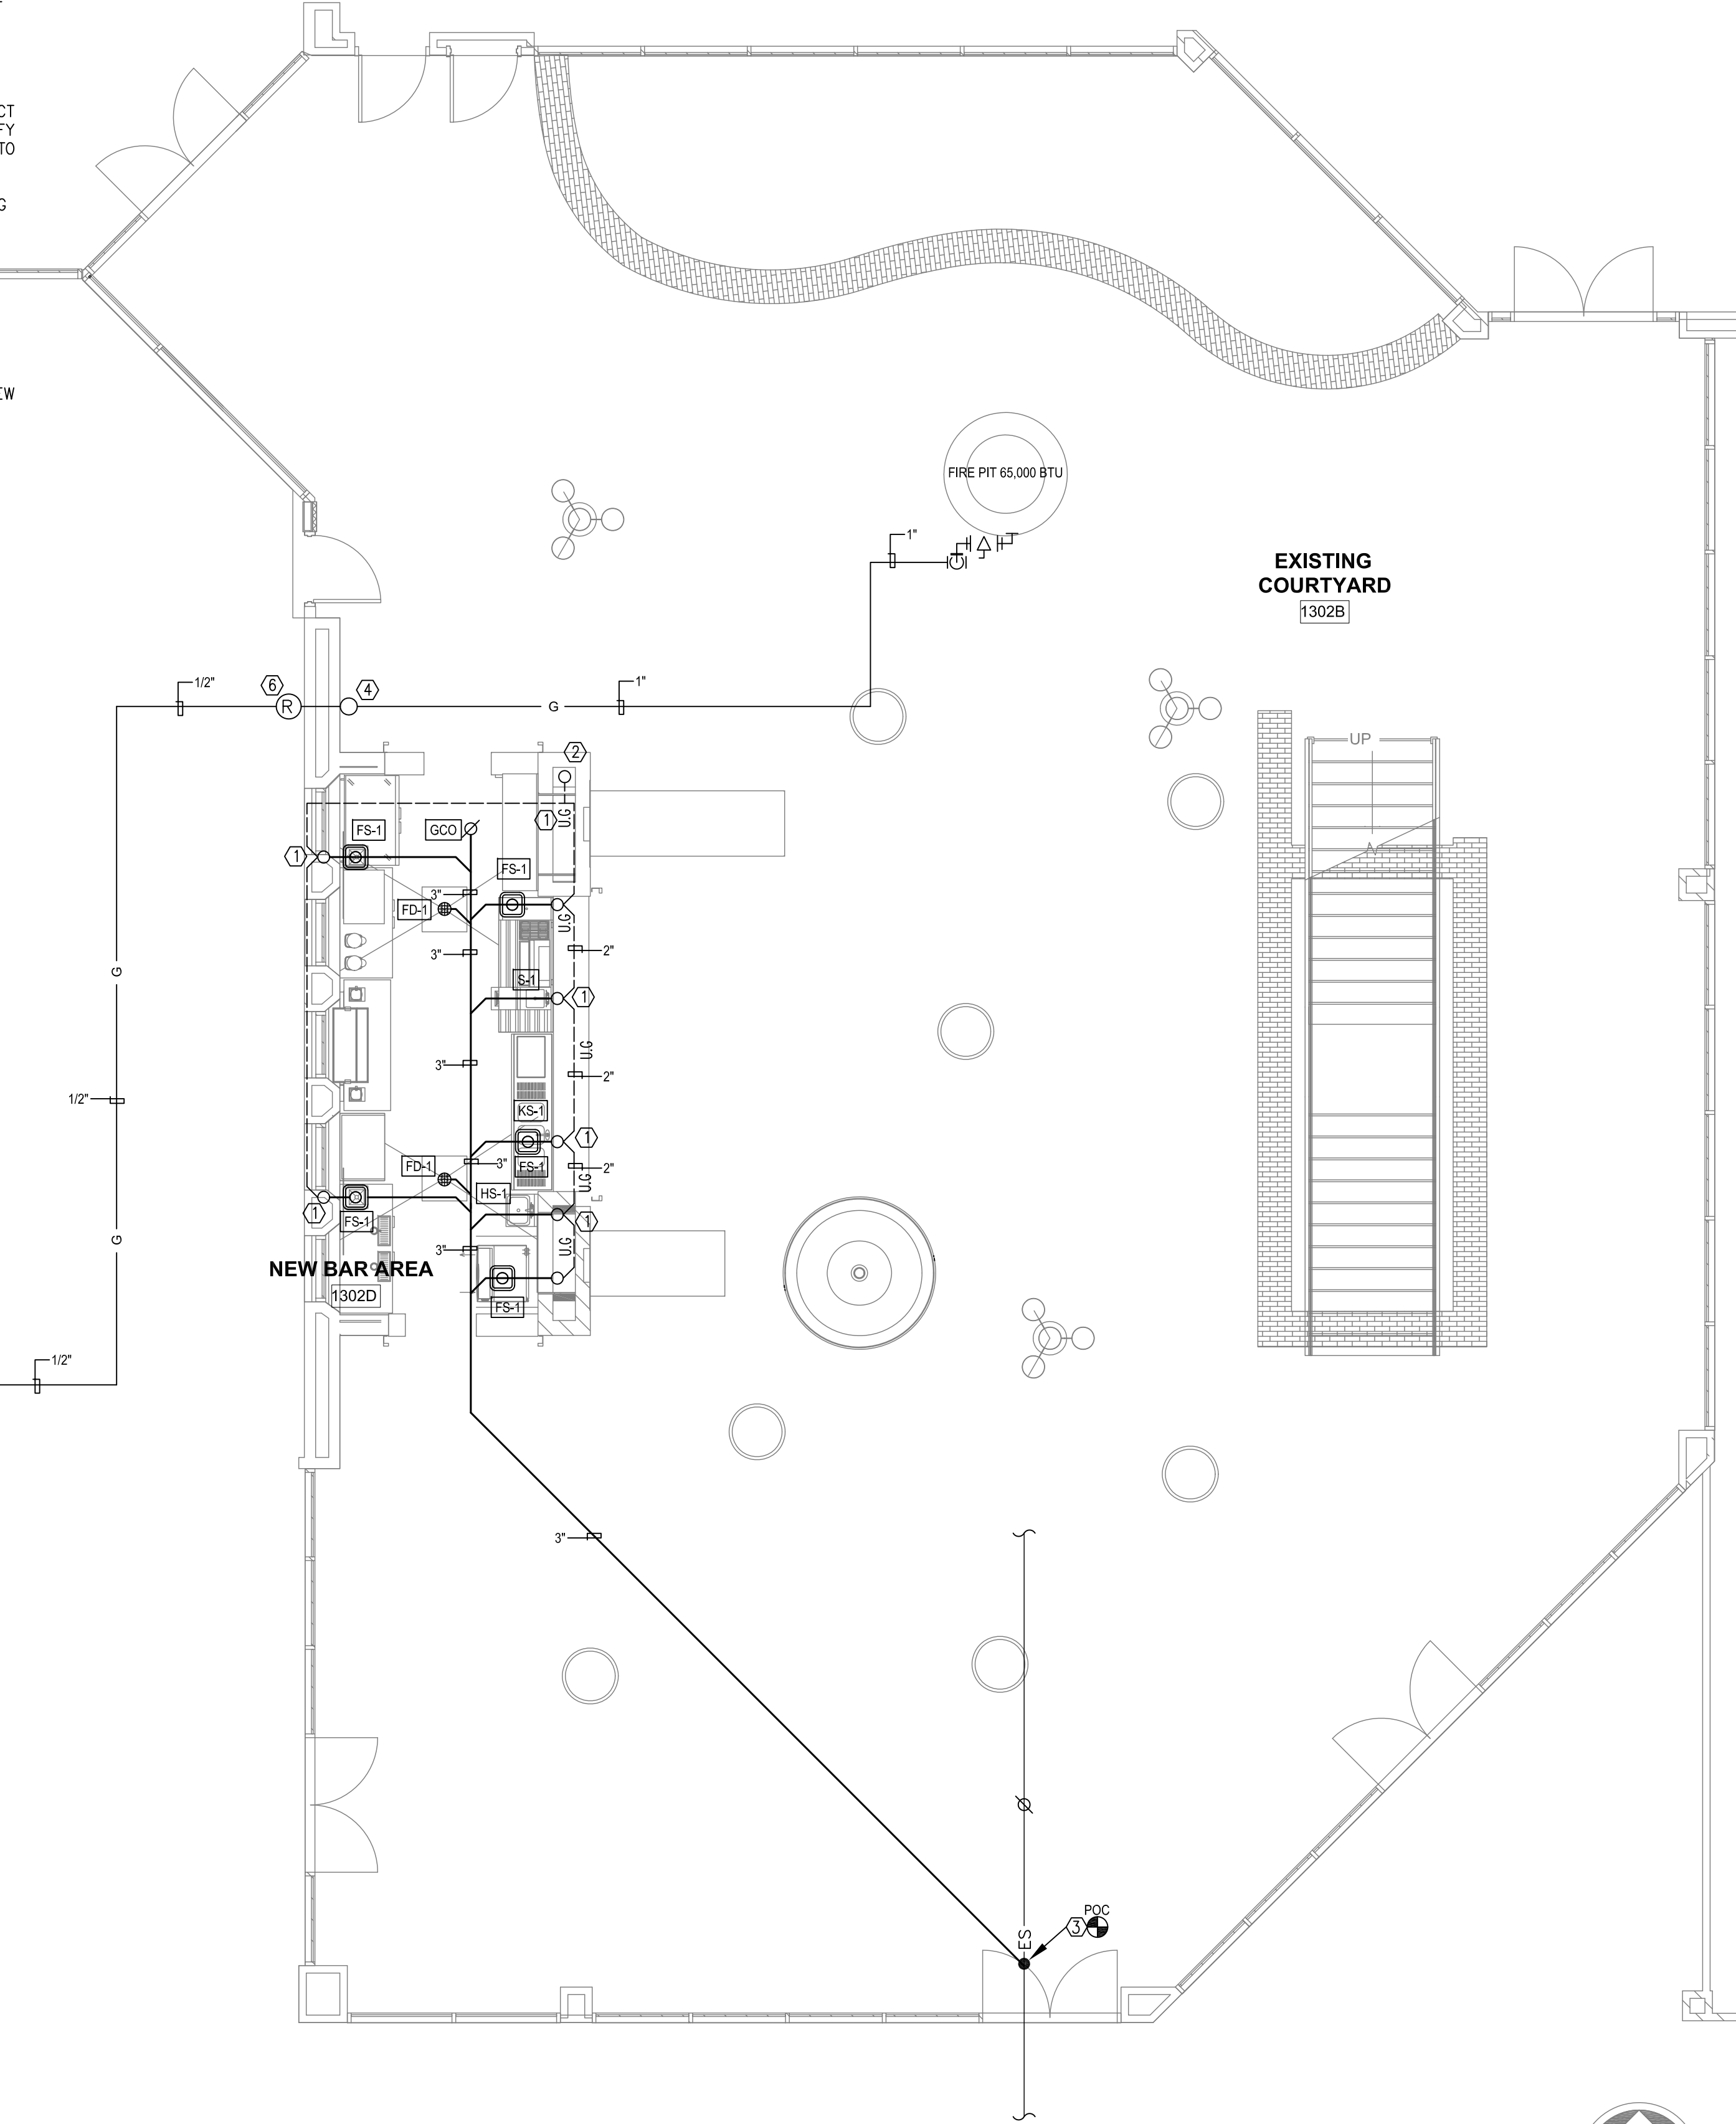 CT
FY
TO
G
EW
FIRE PIT 65,000 BTU
1"
EXISTING
COURTYARD
1302B
1/2"
6
R
4
G
1"
2
UP
1
U.G
FS-1
GCO
1
FS-1
3"
FD-1
U.G
3"
2"
G
S-1
1
U.G
3"
2"
1/2"
KS-1
1
3"
FD-1
FS-1
2"
U.G
HS-1
1
FS-1
1
G
U.G
3"
NEW BAR AREA
1302D
FS-1
1/2"
3"
POC
3
ES